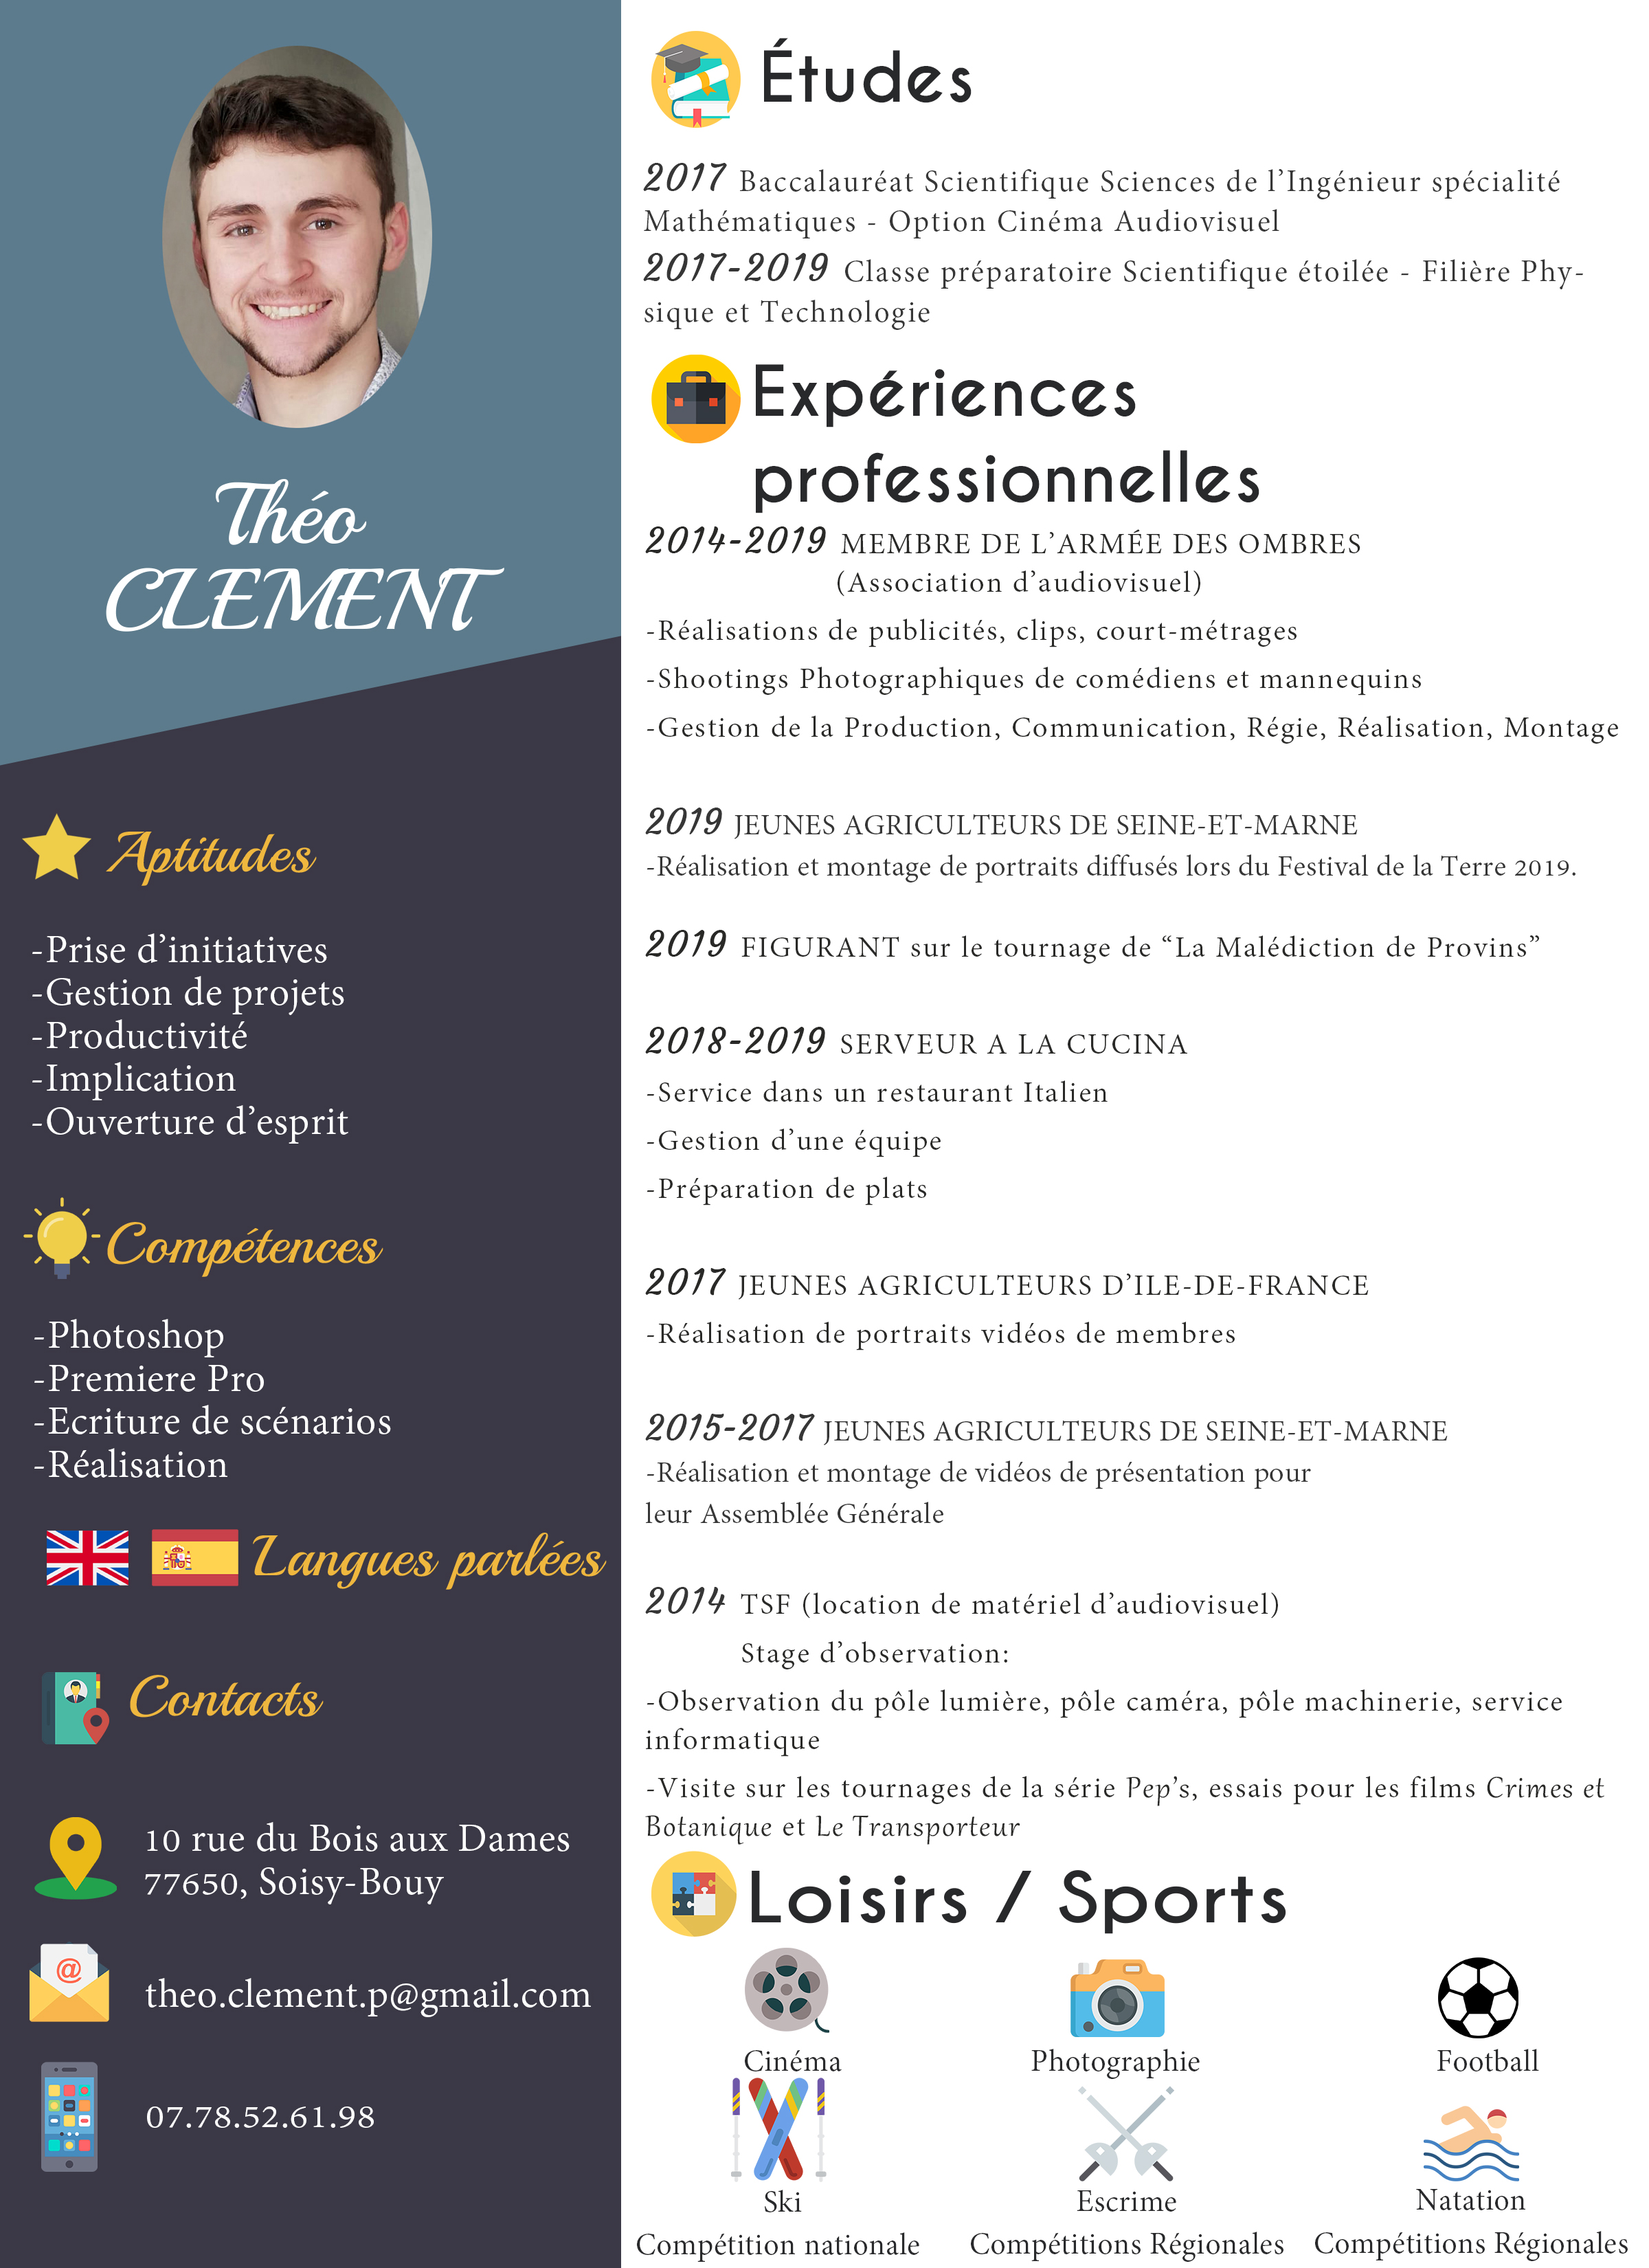 Théo
CLEMENT
Aptitudes
-Prise d’initiatives
-Gestion de projets
-Productivité
-Implication
-Ouverture d’esprit
Compétences
-Photoshop
-Premiere Pro
-Ecriture de scénarios
-Réalisation
Langues parlées
Contacts
10 rue du Bois aux Dames
77650, Soisy-Bouy
@
theo.clement.p@gmail.com
07.78.52.61.98
Études
2017 Baccalauréat Scientifique Sciences de l’Ingénieur spécialité
Mathématiques - Option Cinéma Audiovisuel
2017-2019 Classe préparatoire Scientifique étoilée - Filière Phy-
sique et Technologie
Expériences
professionnelles
2014-2019 MEMBRE DE L’ARMÉE DES OMBRES
(Association d’audiovisuel)
-Réalisations de publicités, clips, court-métrages
-Shootings Photographiques de comédiens et mannequins
-Gestion de la Production, Communication, Régie, Réalisation, Montage
2019 JEUNES AGRICULTEURS DE SEINE-ET-MARNE
-Réalisation et montage de portraits diffusés lors du Festival de la Terre 2019.
2019 FIGURANT sur le tournage de “La Malédiction de Provins”
2018-2019 SERVEUR A LA CUCINA
-Service dans un restaurant Italien
-Gestion d’une équipe
-Préparation de plats
2017 JEUNES AGRICULTEURS D’ILE-DE-FRANCE
-Réalisation de portraits vidéos de membres
2015-2017 JEUNES AGRICULTEURS DE SEINE-ET-MARNE
-Réalisation et montage de vidéos de présentation pour
leur Assemblée Générale
2014 TSF (location de matériel d’audiovisuel)
Stage d’observation:
-Observation du pôle lumière, pôle caméra, pôle machinerie, service
informatique
-Visite sur les tournages de la série Pep’s, essais pour les films Crimes et
Botanique et Le Transporteur
Loisirs / Sports
Cinéma Photographie Football
Ski Escrime Natation
Compétition nationale Compétitions Régionales Compétitions Régionales